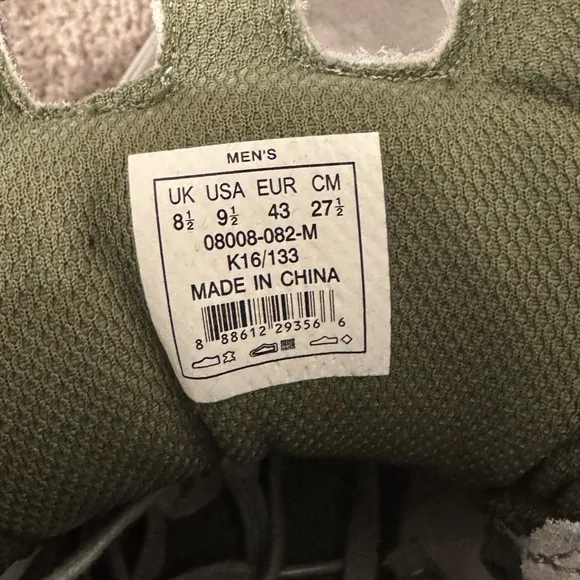 MEN'S
UK USA EUR CM
8½ 9½ 43 27½
08008-082-M
K16/133
MADE IN CHINA
8 88612 29356 6